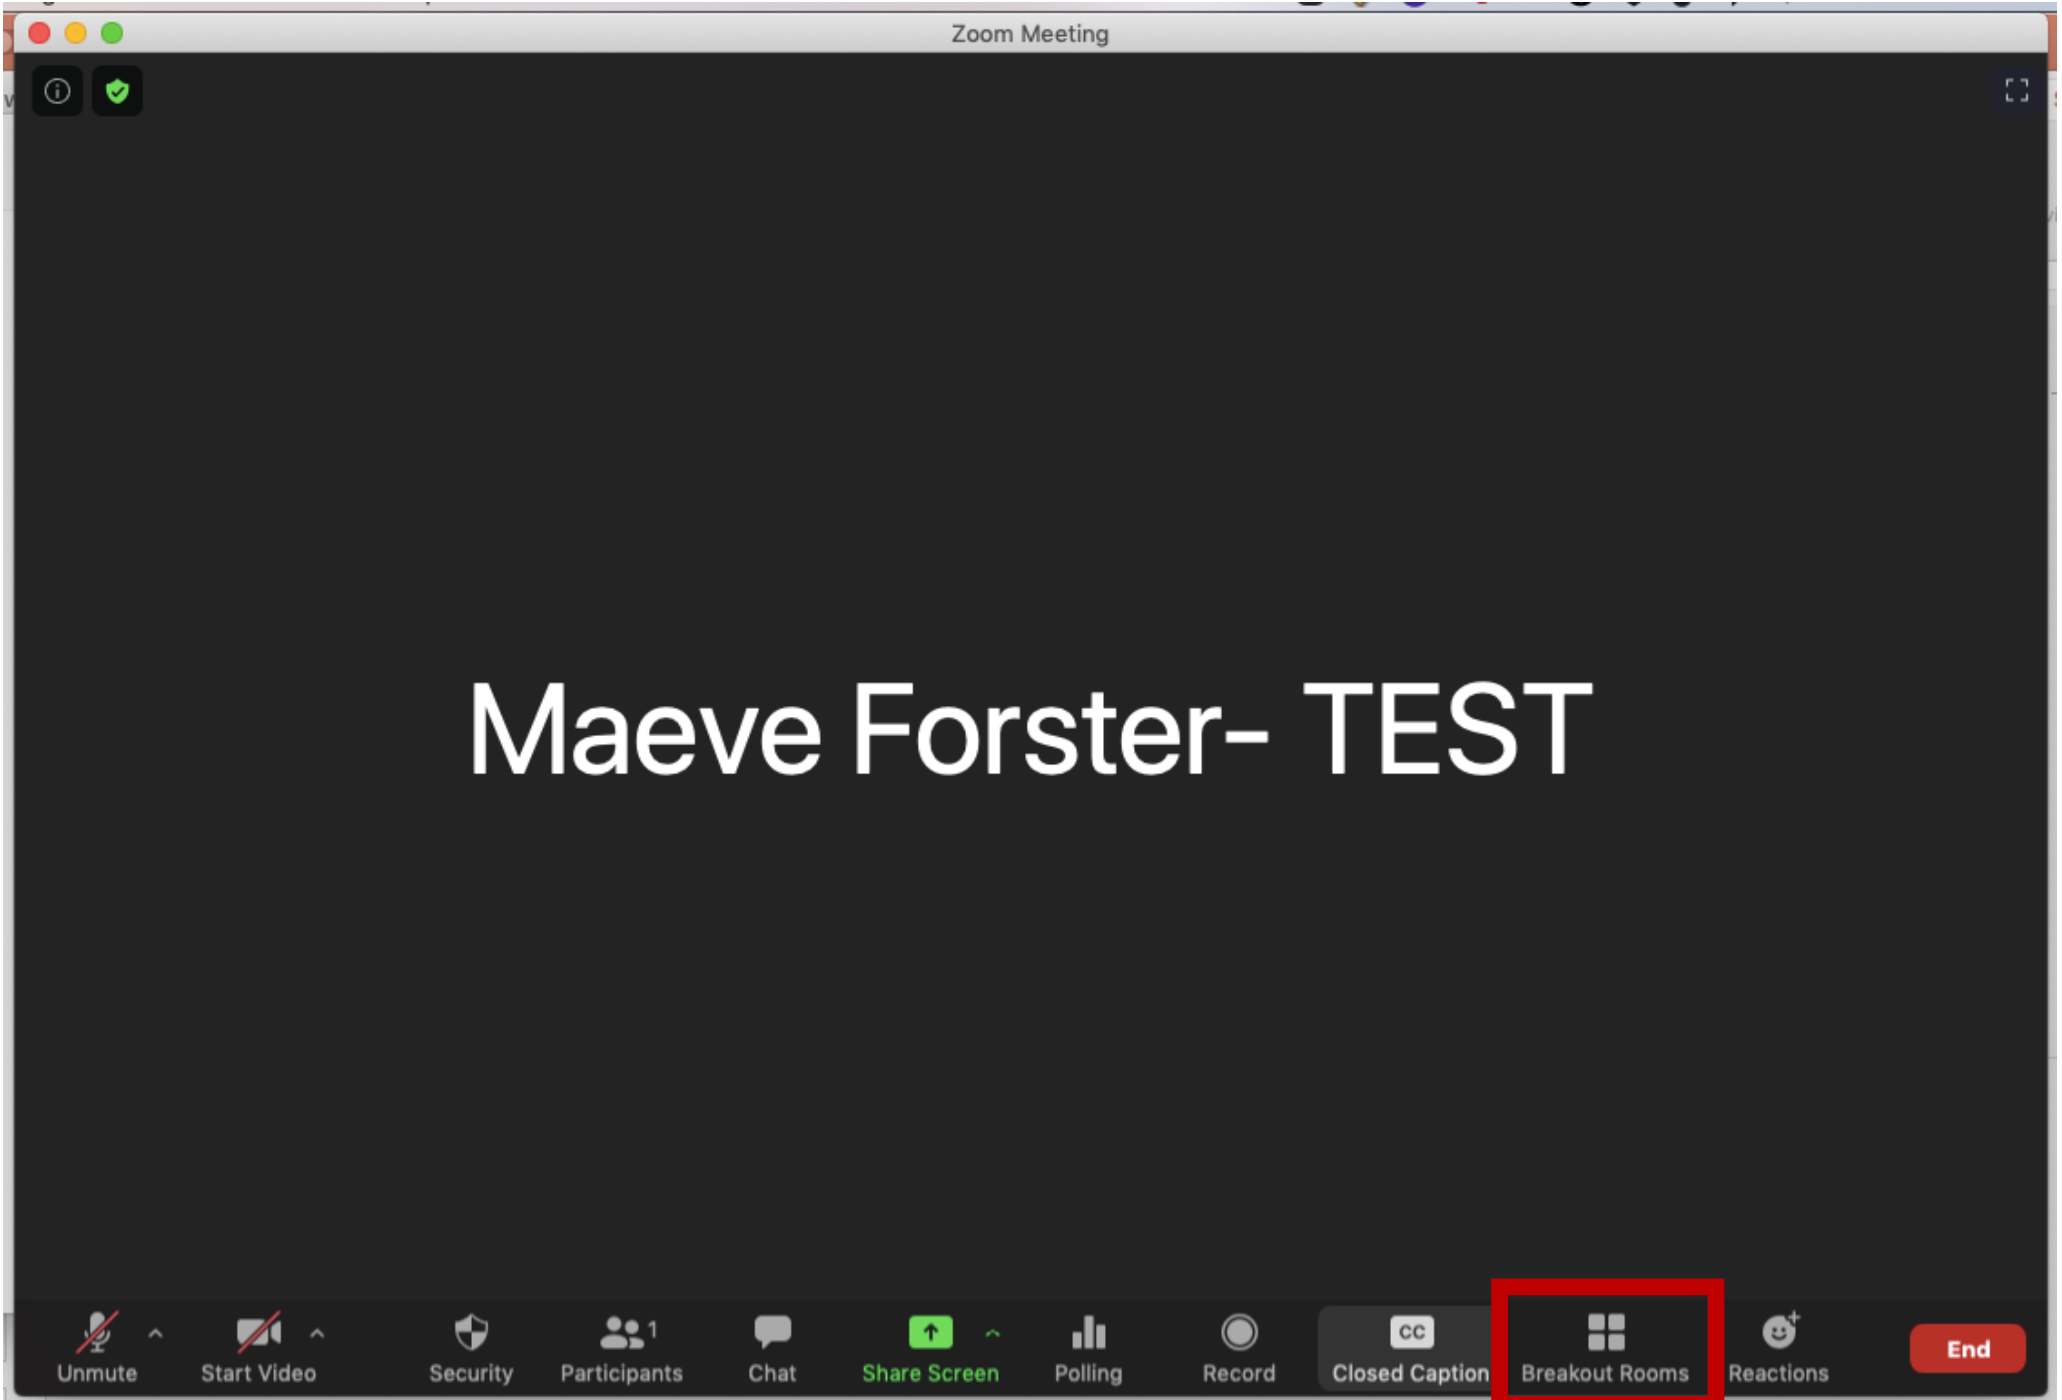 Zoom Meeting
Maeve Forster- TEST
1
CC
Unmute
Start Video
Security
Participants
Chat
Share Screen
Polling
Record
Closed Caption
Breakout Rooms
Reactions
End